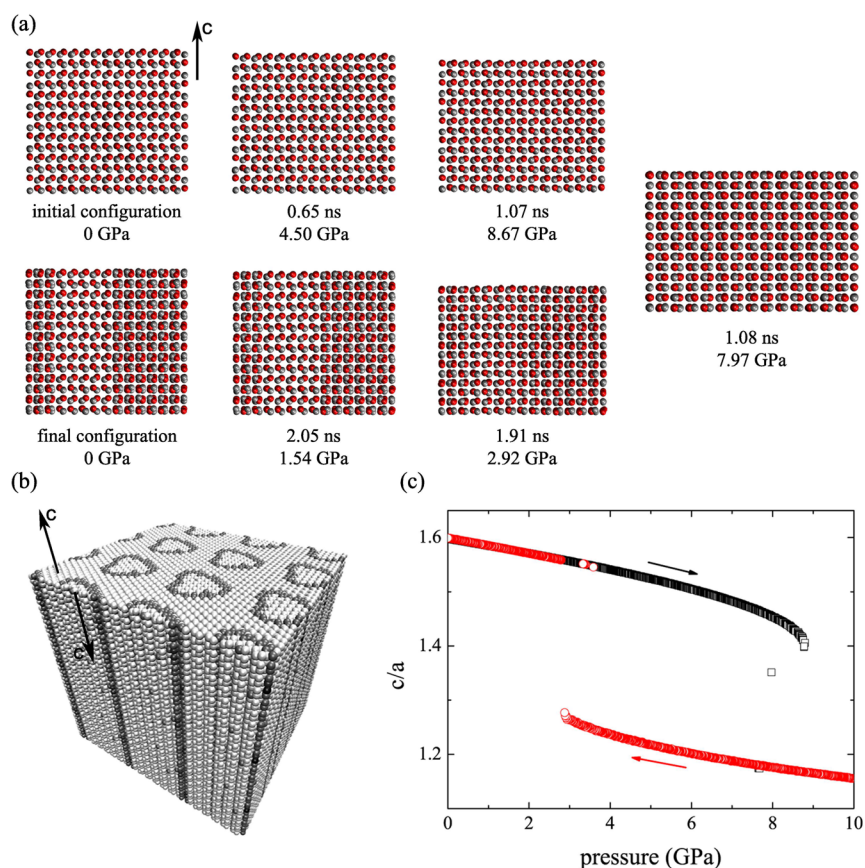 (a)
c
initial configuration
0 GPa
0.65 ns
4.50 GPa
1.07 ns
8.67 GPa
1.08 ns
7.97 GPa
final configuration
0 GPa
2.05 ns
1.54 GPa
1.91 ns
2.92 GPa
(b)
c
c
(c)
1.6
1.4
1.2
c/a
0 2 4 6 8 10
pressure (GPa)